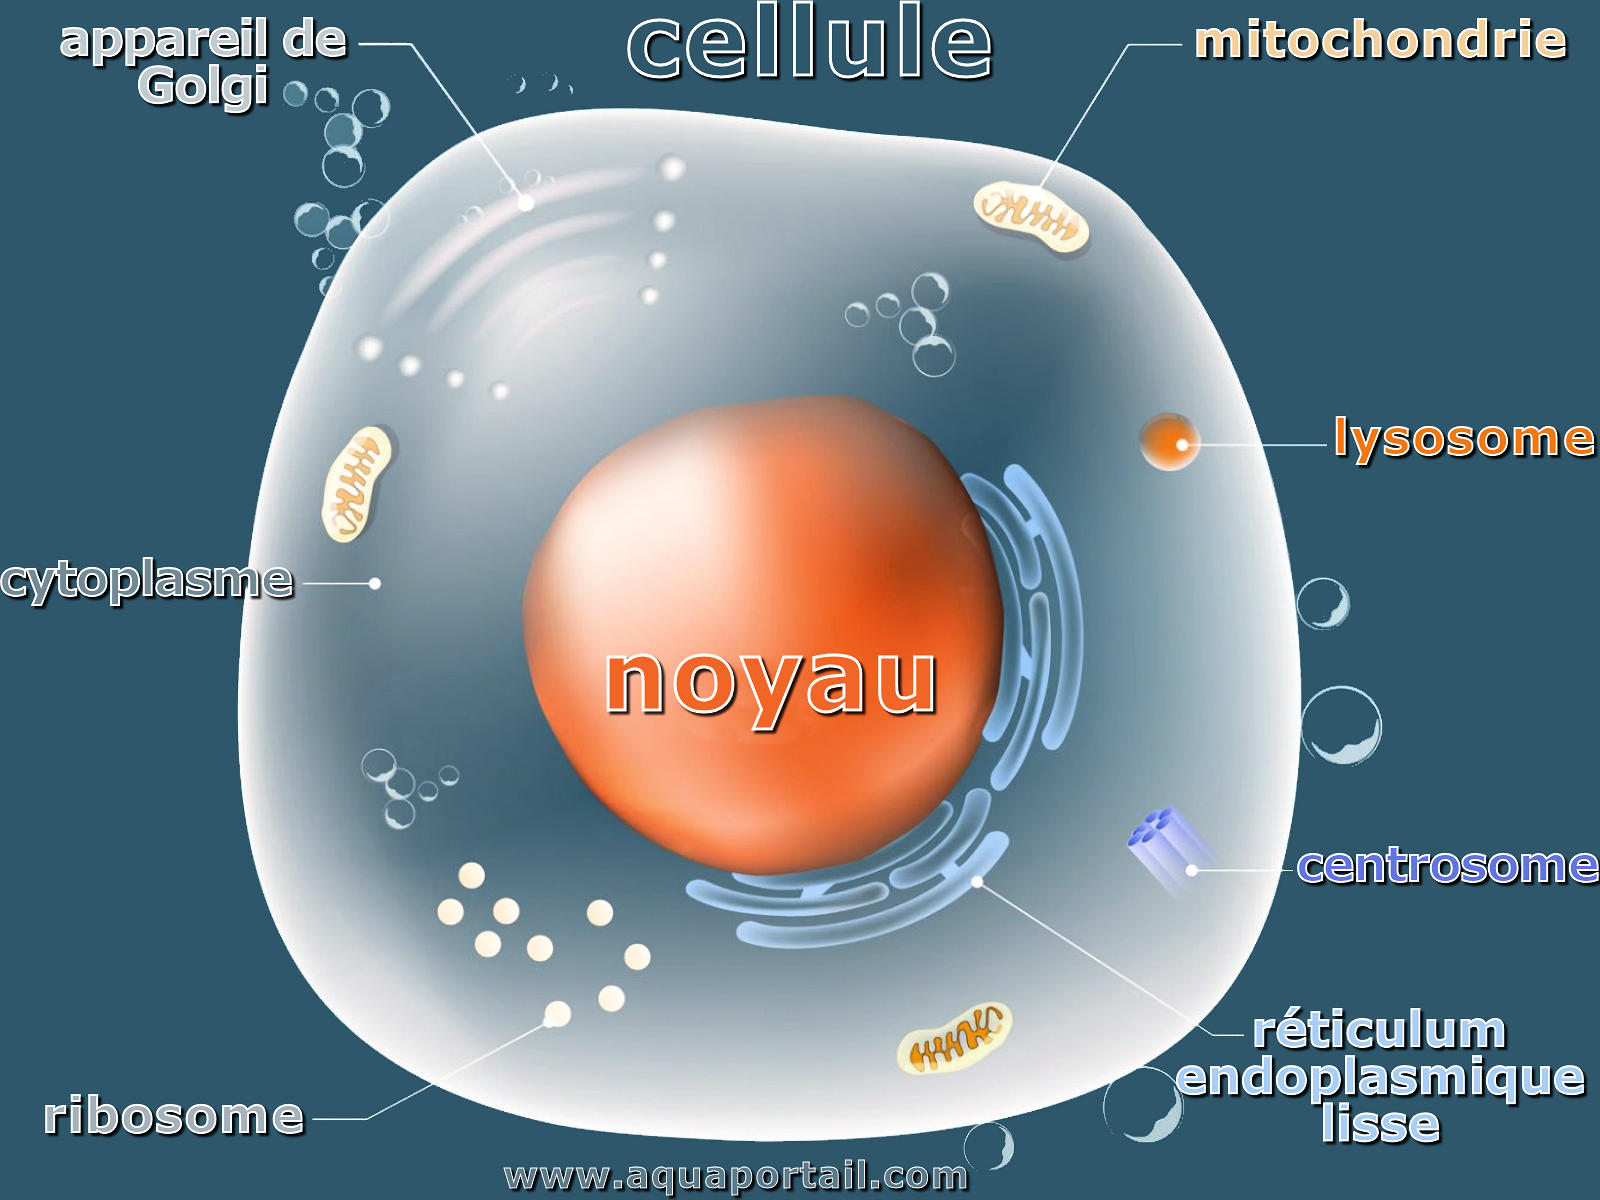 cellule
appareil de
Golgi
mitochondrie
lysosome
cytoplasme
noyau
centrosome
réticulum
endoplasmique
lisse
ribosome
www.aquaportail.com